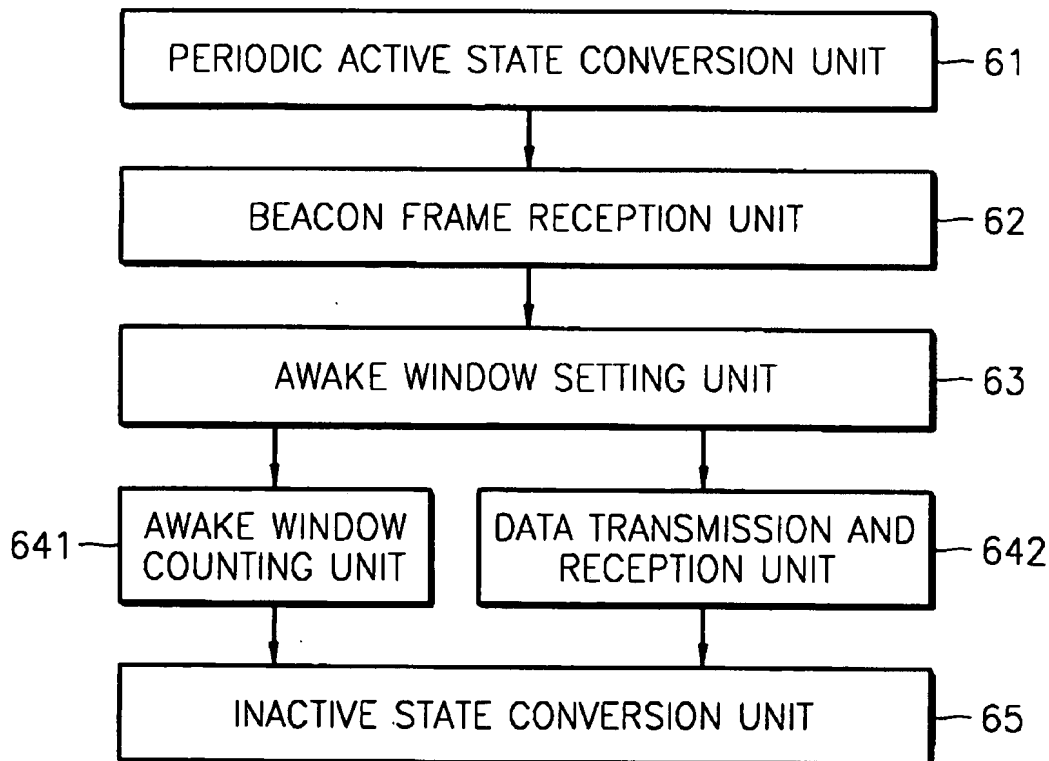 PERIODIC ACTIVE STATE CONVERSION UNIT
61
BEACON FRAME RECEPTION UNIT
62
AWAKE WINDOW SETTING UNIT
63
641
AWAKE WINDOW
COUNTING UNIT
DATA TRANSMISSION AND
RECEPTION UNIT
642
INACTIVE STATE CONVERSION UNIT
65